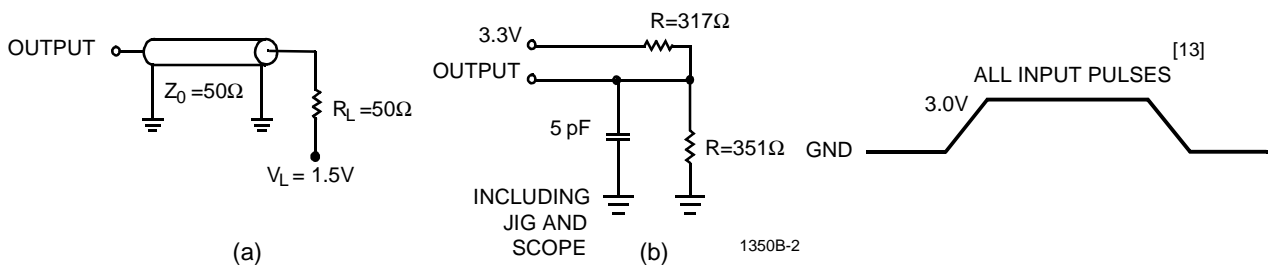 OUTPUT
Z0 =50Ω
RL =50Ω
VL = 1.5V
(a)
R=317Ω
3.3V
OUTPUT
5 pF
R=351Ω
INCLUDING
JIG AND
SCOPE
(b)
1350B-2
ALL INPUT PULSES [13]
3.0V
GND